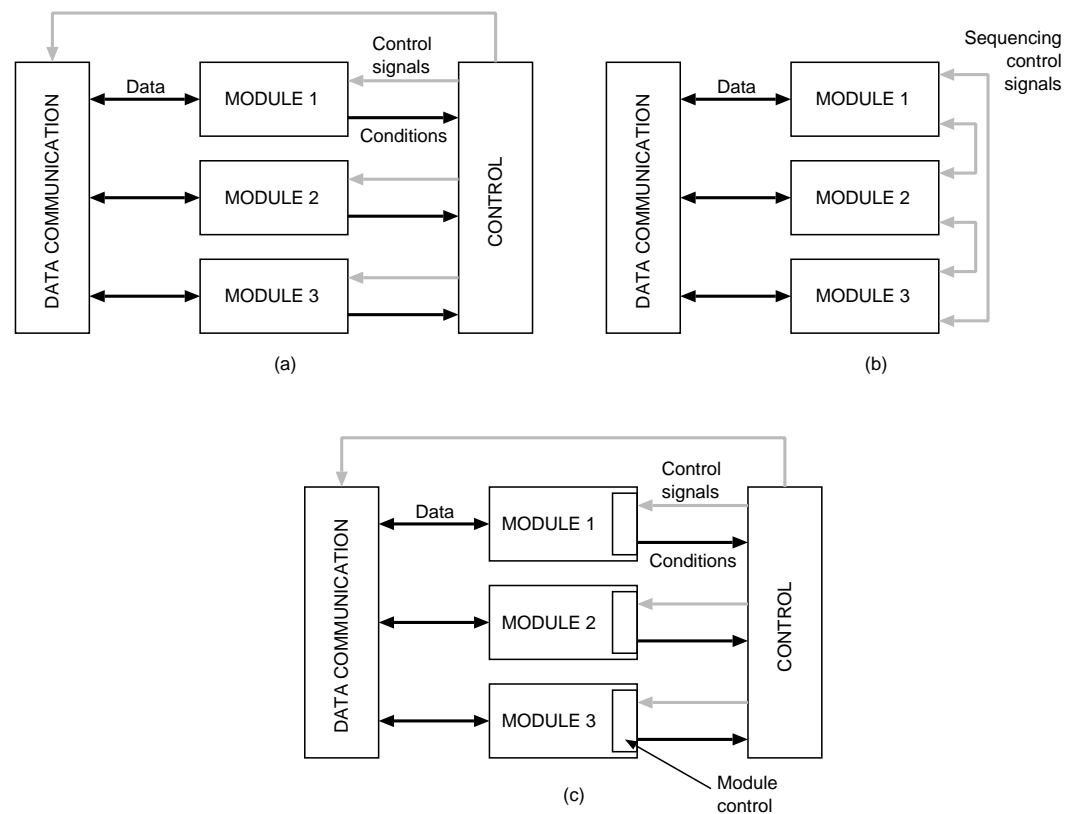 Control
signals
Data
MODULE 1
Conditions
MODULE 2
MODULE 3
DATA COMMUNICATION
CONTROL
(a)
Sequencing
control
signals
Data
MODULE 1
MODULE 2
MODULE 3
DATA COMMUNICATION
(b)
Control
signals
Data
MODULE 1
Conditions
MODULE 2
MODULE 3
DATA COMMUNICATION
CONTROL
Module
control
(c)